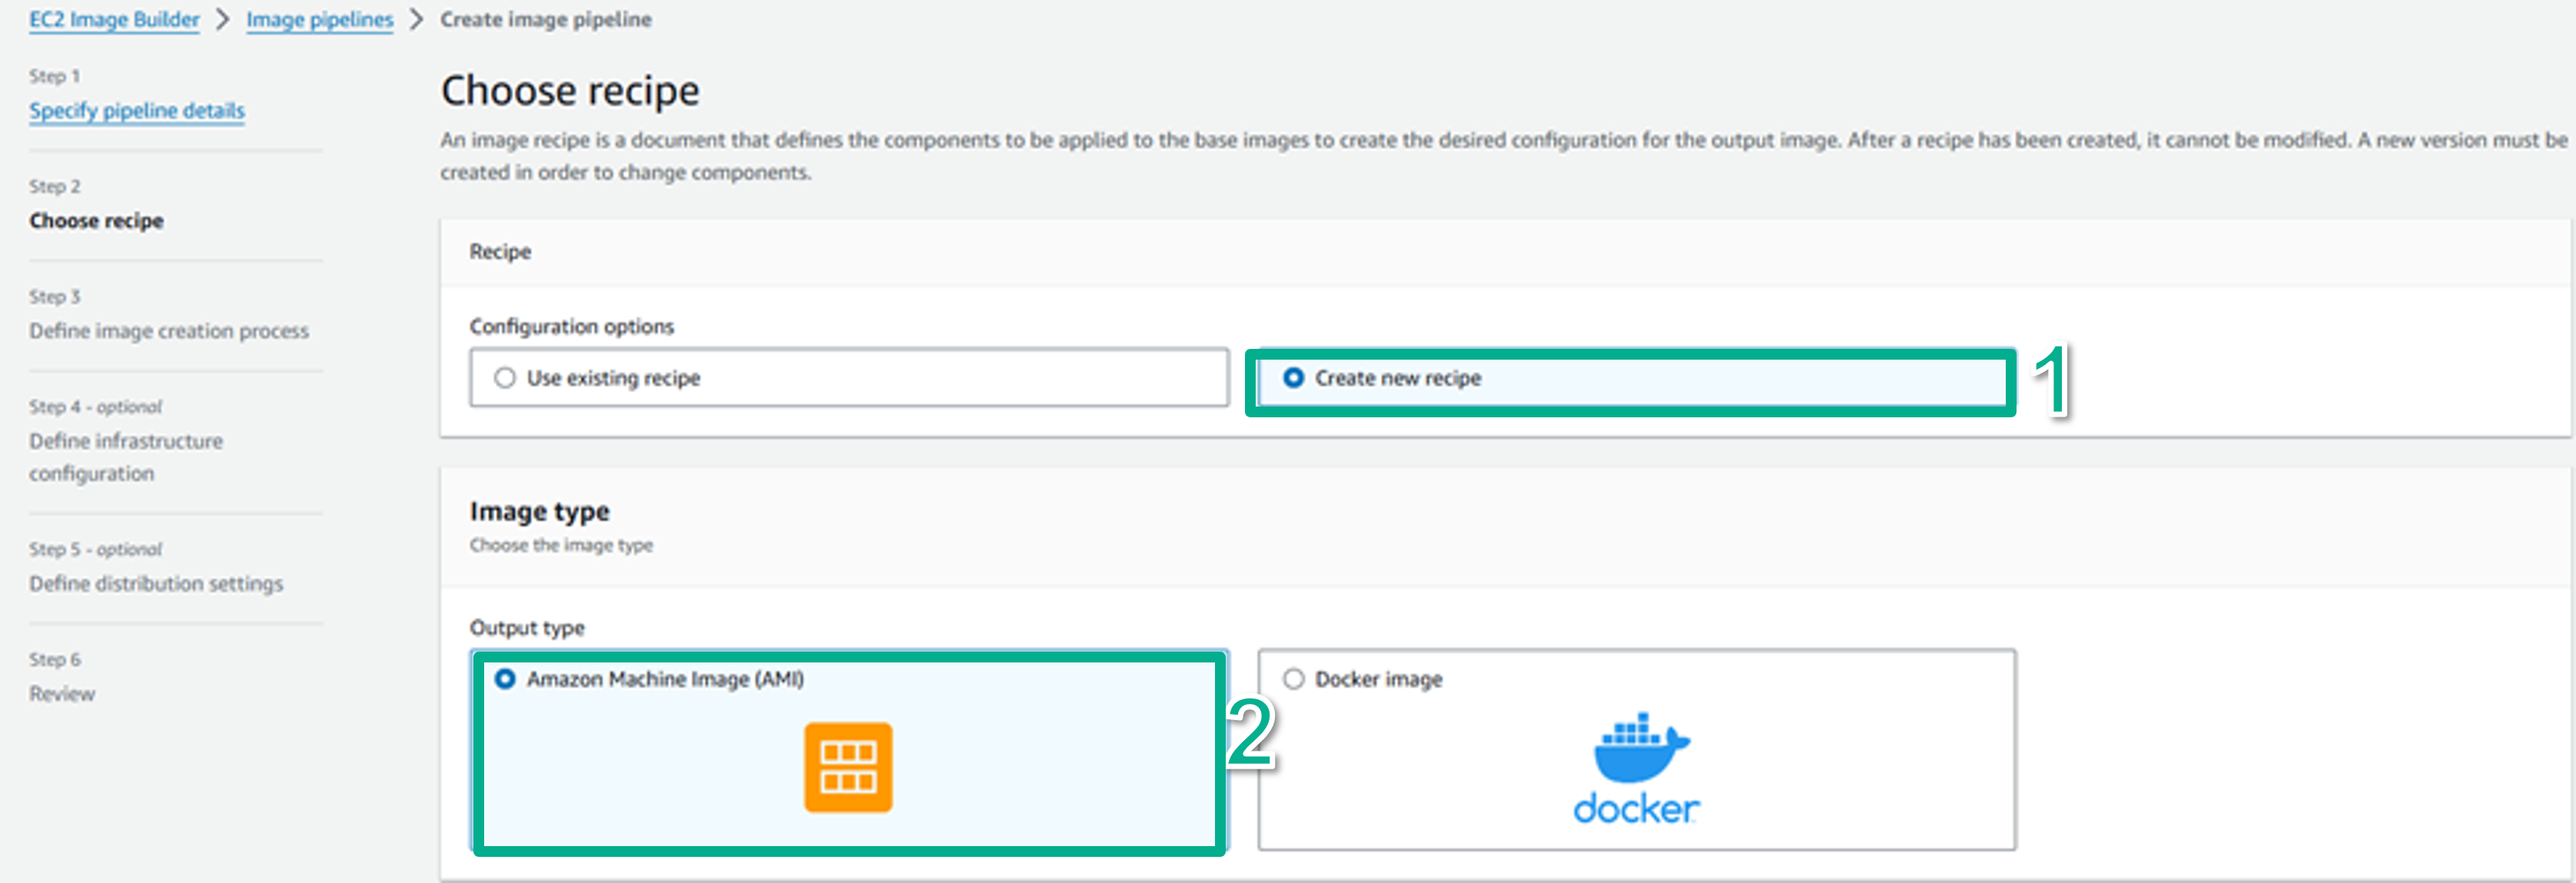 EC2 Image Builder > Image pipelines > Create image pipeline
Step 1
Specify pipeline details
Step 2
Choose recipe
Step 3
Define image creation process
Step 4 - optional
Define infrastructure
configuration
Step 5 - optional
Define distribution settings
Step 6
Review
Choose recipe
An image recipe is a document that defines the components to be applied to the base images to create the desired configuration for the output image. After a recipe has been created, it cannot be modified. A new version must be
created in order to change components.
Recipe
Configuration options
Use existing recipe
Create new recipe
1
Image type
Choose the image type
Output type
Amazon Machine Image (AMI)
2
Docker image
docker